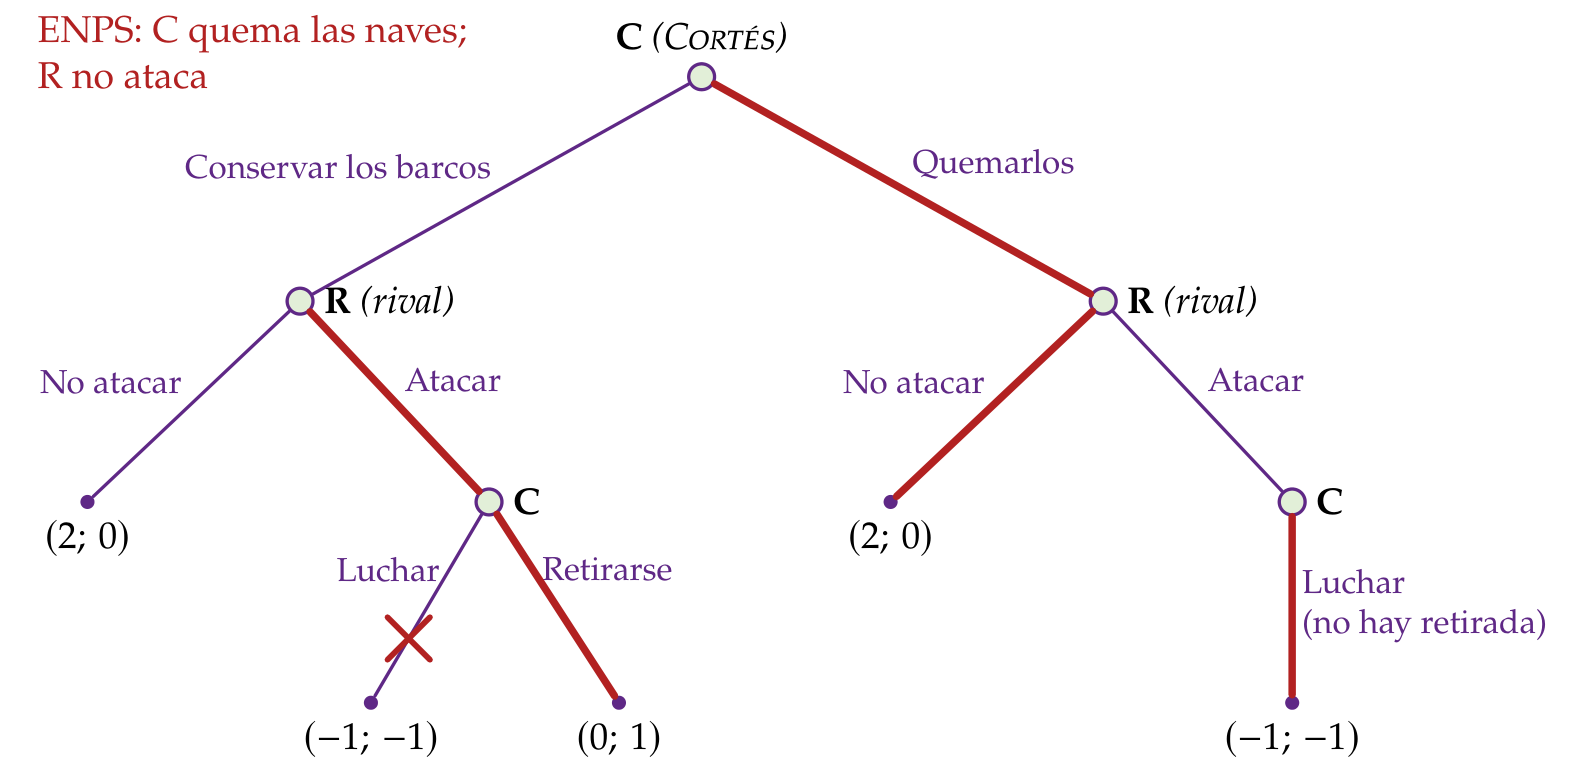 ENPS: C quema las naves;
R no ataca
C (CORTÉS)
Conservar los barcos
Quemarlos
R (rival)
R (rival)
No atacar
Atacar
No atacar
Atacar
(2; 0)
C
(2; 0)
C
Luchar
Retirarse
Luchar
(no hay retirada)
(−1; −1)
(0; 1)
(−1; −1)